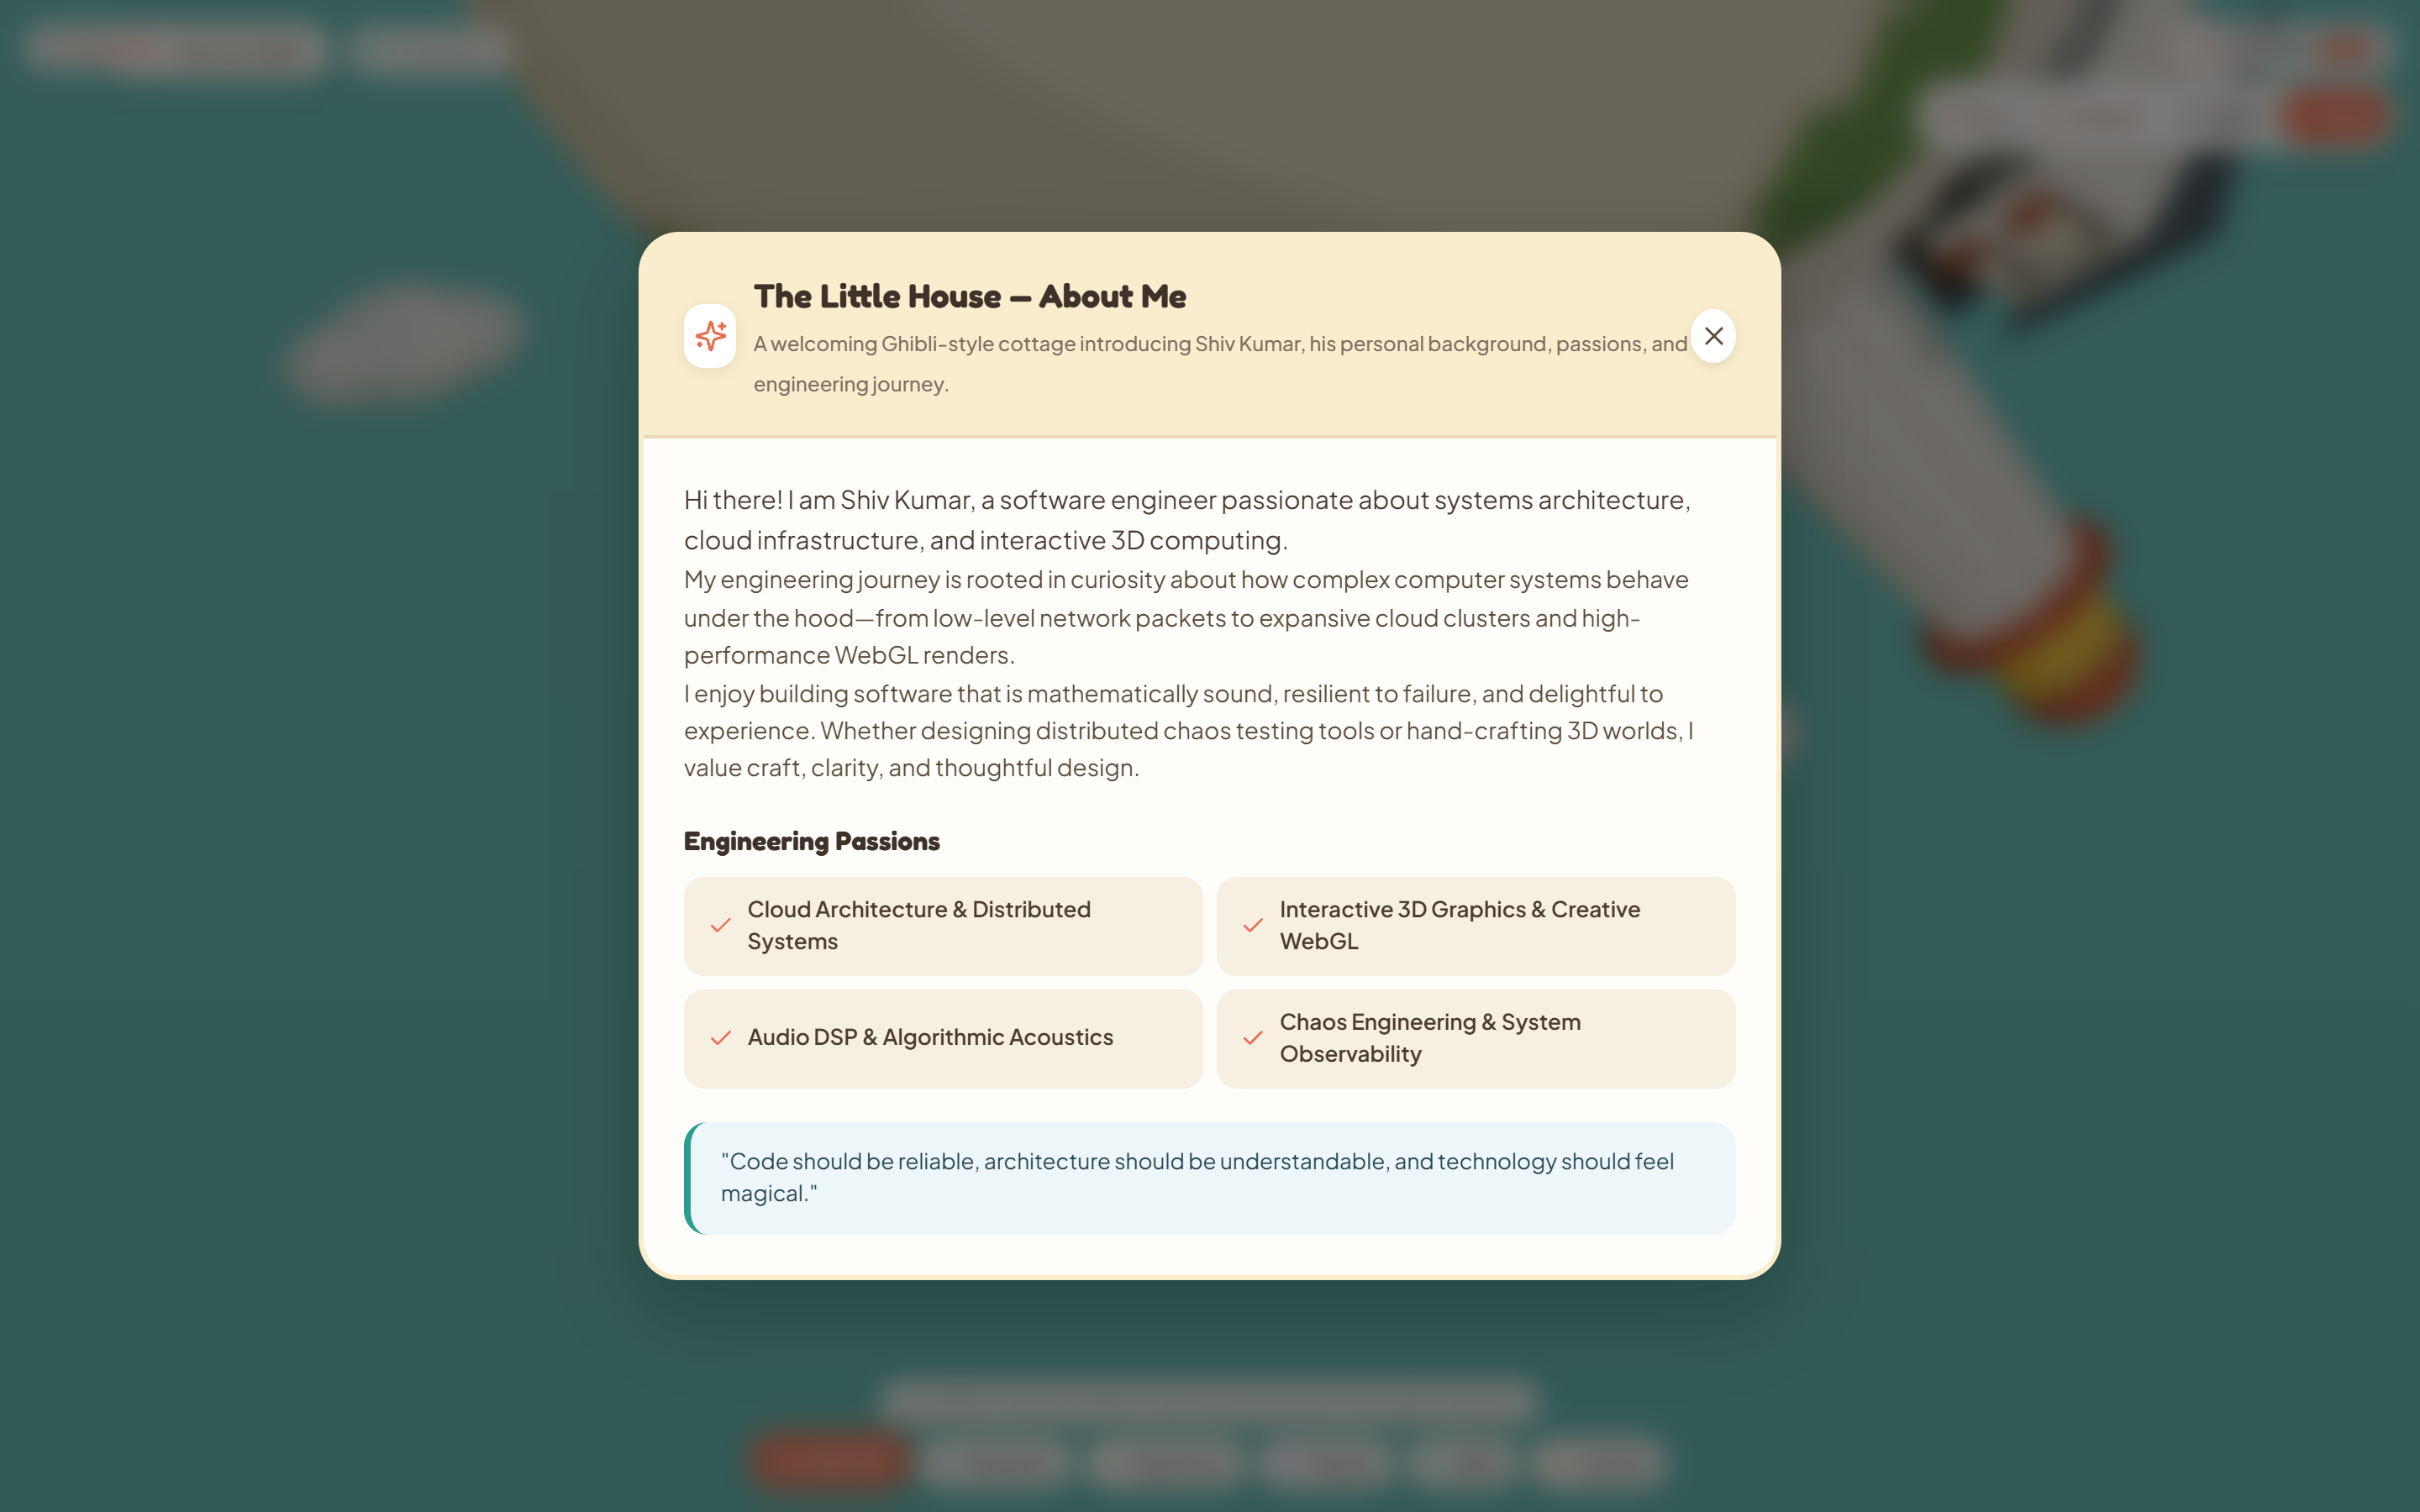 The Little House — About Me
A welcoming Ghibli-style cottage introducing Shiv Kumar, his personal background, passions, and
engineering journey.
Hi there! I am Shiv Kumar, a software engineer passionate about systems architecture,
cloud infrastructure, and interactive 3D computing.
My engineering journey is rooted in curiosity about how complex computer systems behave
under the hood—from low-level network packets to expansive cloud clusters and high-
performance WebGL renders.
I enjoy building software that is mathematically sound, resilient to failure, and delightful to
experience. Whether designing distributed chaos testing tools or hand-crafting 3D worlds, I
value craft, clarity, and thoughtful design.
Engineering Passions
Cloud Architecture & Distributed
Systems
Interactive 3D Graphics & Creative
WebGL
Audio DSP & Algorithmic Acoustics
Chaos Engineering & System
Observability
"Code should be reliable, architecture should be understandable, and technology should feel
magical."